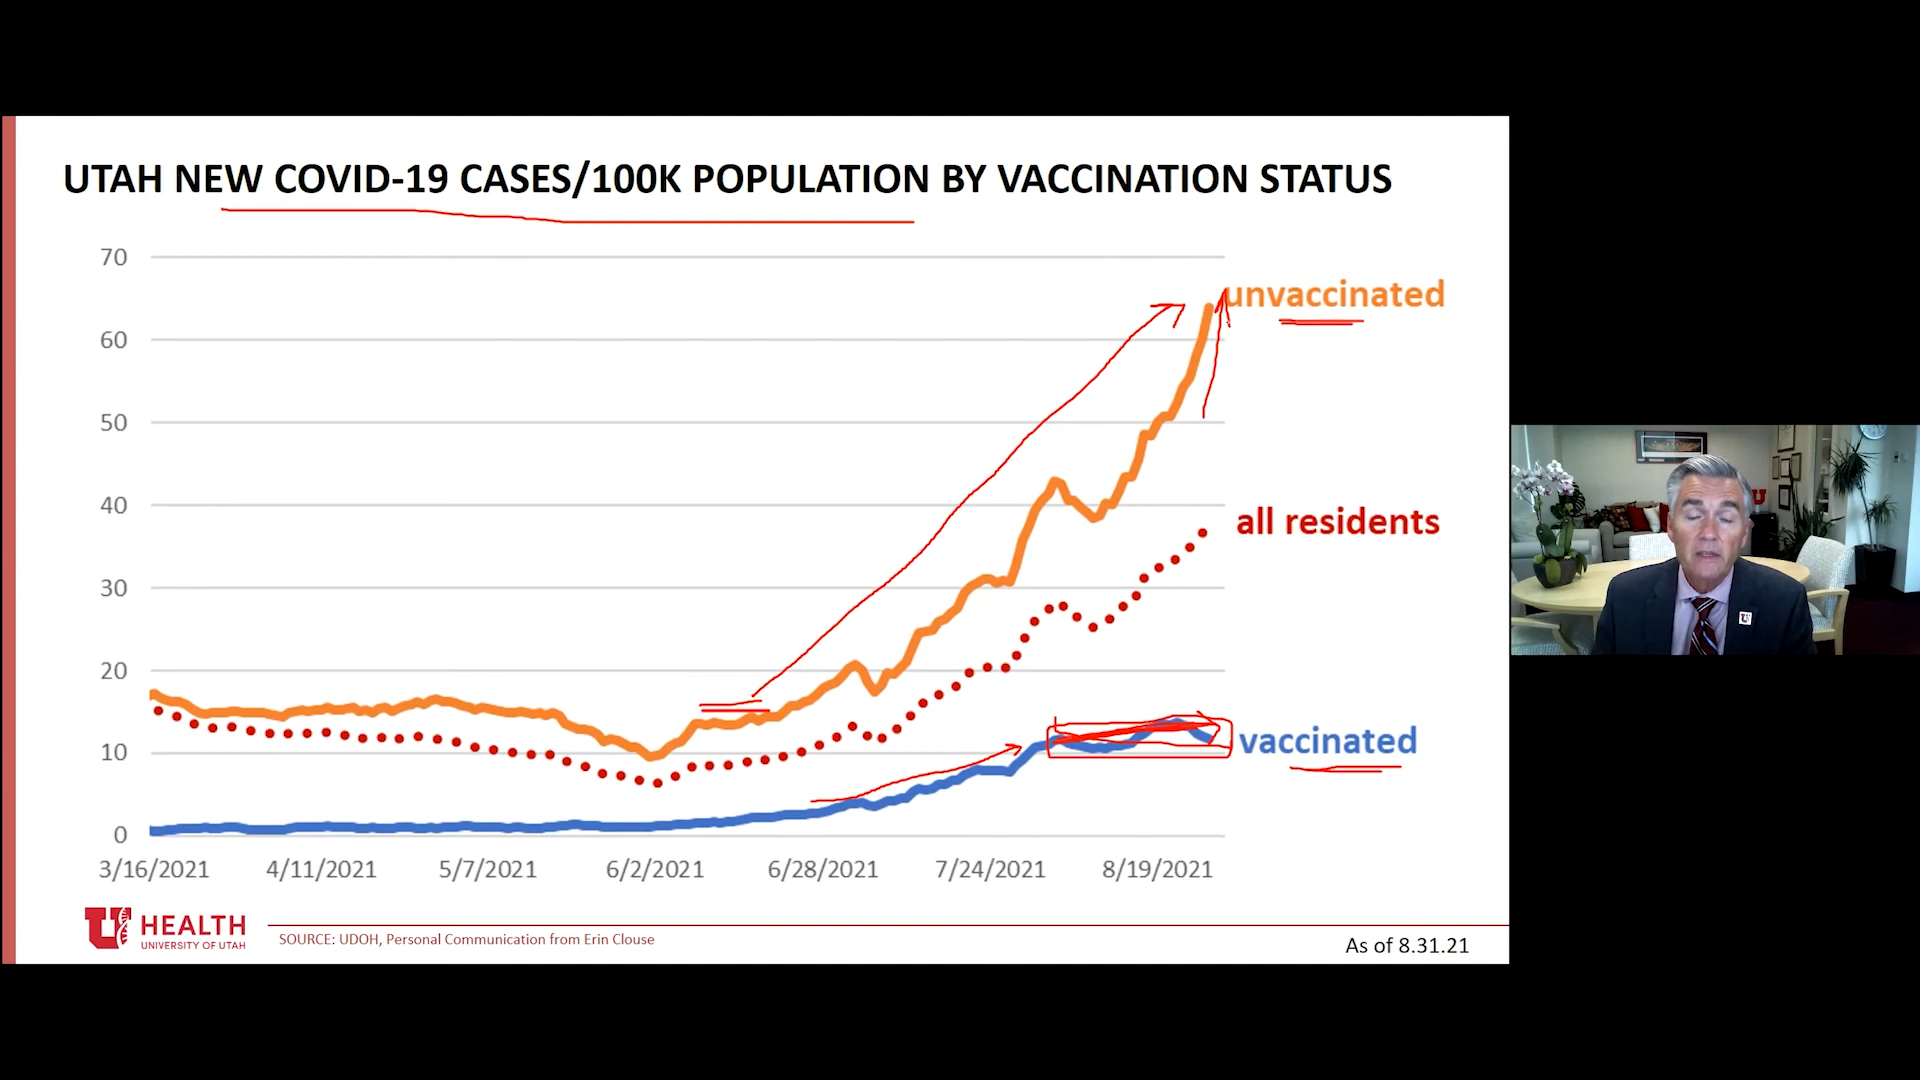 UTAH NEW COVID-19 CASES/100K POPULATION BY VACCINATION STATUS
70
60
50
40
30
20
10
0
unvaccinated
all residents
vaccinated
3/16/2021 4/11/2021 5/7/2021 6/2/2021 6/28/2021 7/24/2021 8/19/2021
U HEALTH
UNIVERSITY OF UTAH
SOURCE: UDOH, Personal Communication from Erin Clouse
As of 8.31.21
U
U